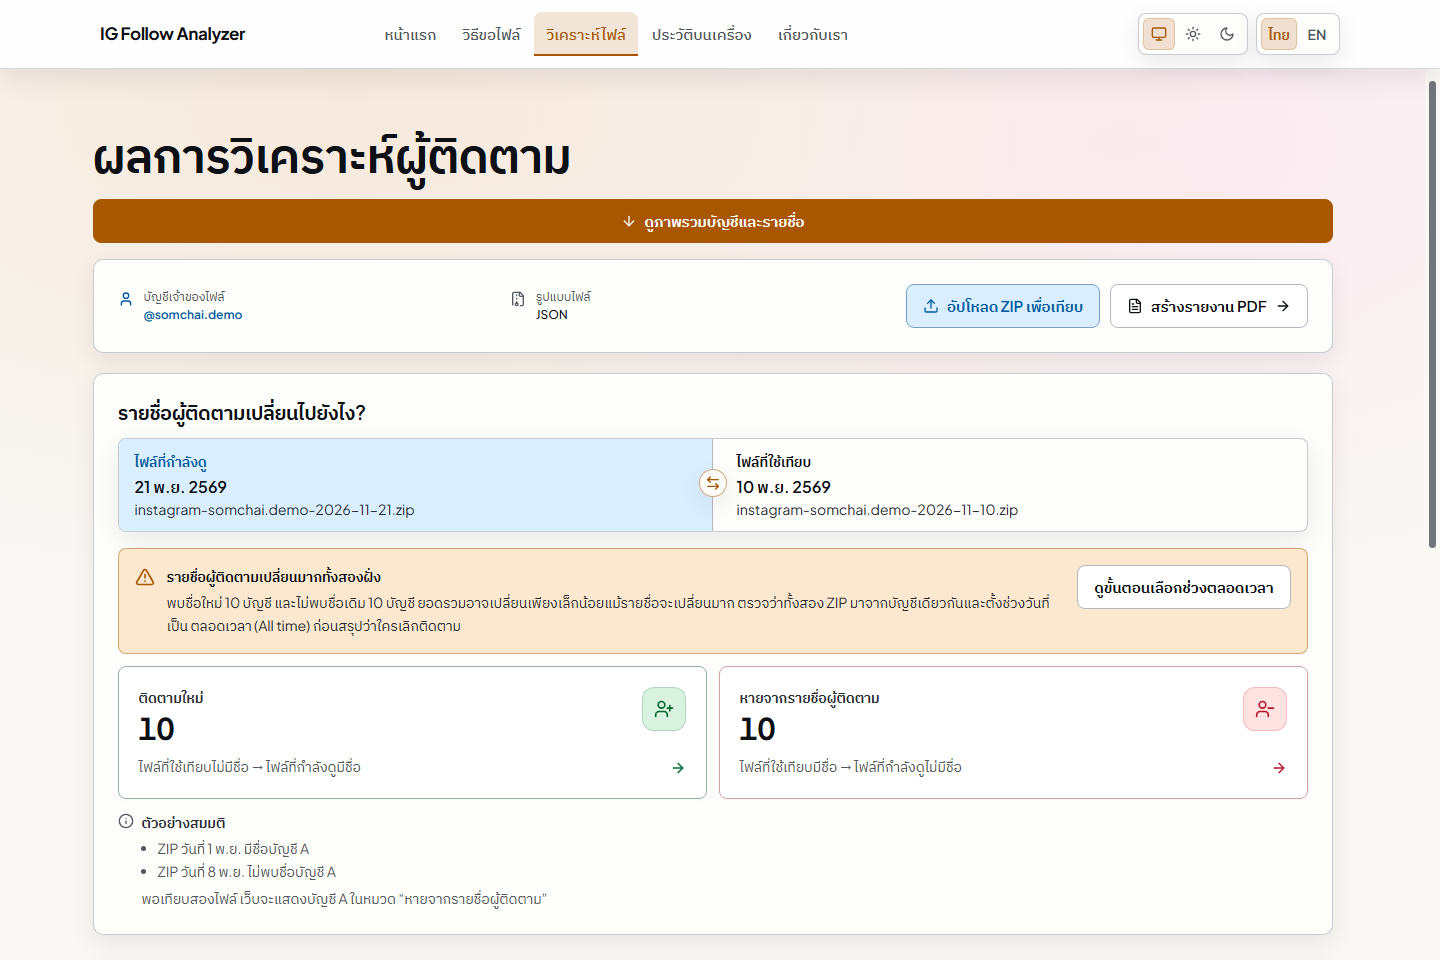 IG Follow Analyzer
หน้าแรก
วิธีขอไฟล์
วิเคราะห์ไฟล์
ประวัติบนเครื่อง
เกี่ยวกับเรา
ไทย
EN
ผลการวิเคราะห์ผู้ติดตาม
ดูภาพรวมบัญชีและรายชื่อ
บัญชีเจ้าของไฟล์
@somchai.demo
รูปแบบไฟล์
JSON
อัปโหลด ZIP เพื่อเทียบ
สร้างรายงาน PDF
รายชื่อผู้ติดตามเปลี่ยนไปยังไง?
ไฟล์ที่กำลังดู
21 พ.ย. 2569
instagram-somchai.demo-2026-11-21.zip
ไฟล์ที่ใช้เทียบ
10 พ.ย. 2569
instagram-somchai.demo-2026-11-10.zip
รายชื่อผู้ติดตามเปลี่ยนมากทั้งสองฝั่ง
พบชื่อใหม่ 10 บัญชี และไม่พบชื่อเดิม 10 บัญชี ยอดรวมอาจเปลี่ยนเพียงเล็กน้อยแม้รายชื่อจะเปลี่ยนมาก ตรวจว่าทั้งสอง ZIP มาจากบัญชีเดียวกันและตั้งช่วงวันที่
เป็น ตลอดเวลา (All time) ก่อนสรุปว่าใครเลิกติดตาม
ดูขั้นตอนเลือกช่วงตลอดเวลา
ติดตามใหม่
10
ไฟล์ที่ใช้เทียบไม่มีชื่อ → ไฟล์ที่กำลังดูมีชื่อ
หายจากรายชื่อผู้ติดตาม
10
ไฟล์ที่ใช้เทียบมีชื่อ → ไฟล์ที่กำลังดูไม่มีชื่อ
ตัวอย่างสมมติ
• ZIP วันที่ 1 พ.ย. มีชื่อบัญชี A
• ZIP วันที่ 8 พ.ย. ไม่พบชื่อบัญชี A
พอเทียบสองไฟล์ เว็บจะแสดงบัญชี A ในหมวด “หายจากรายชื่อผู้ติดตาม”